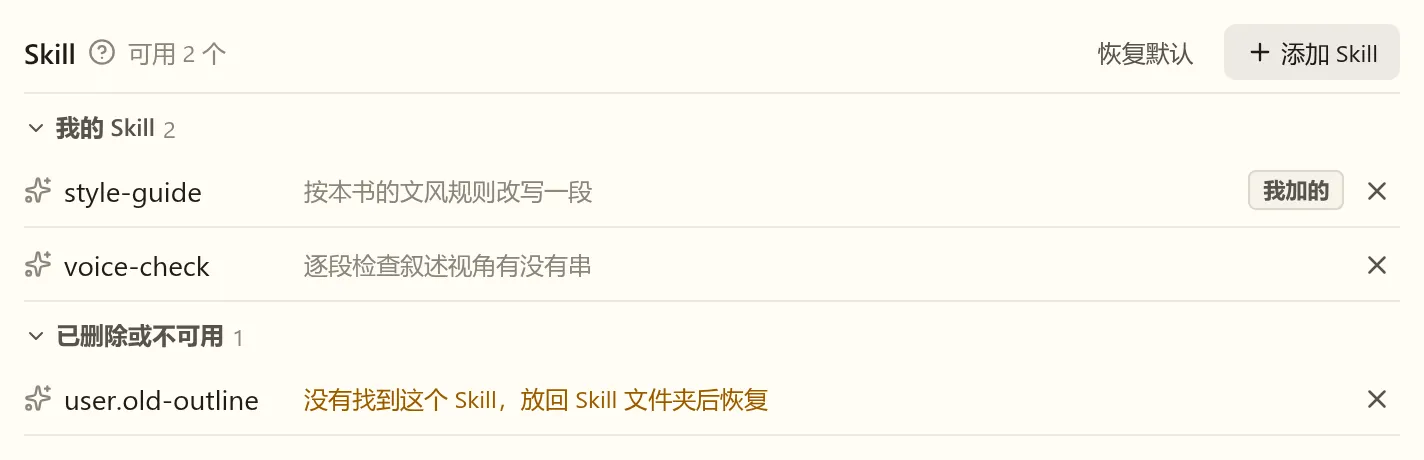 Skill ? 可用 2 个 恢复默认 + 添加 Skill
我的 Skill 2
style-guide 按本书的文风规则改写一段 我加的
voice-check 逐段检查叙述视角有没有串
已删除或不可用 1
user.old-outline 没有找到这个 Skill，放回 Skill 文件夹后恢复